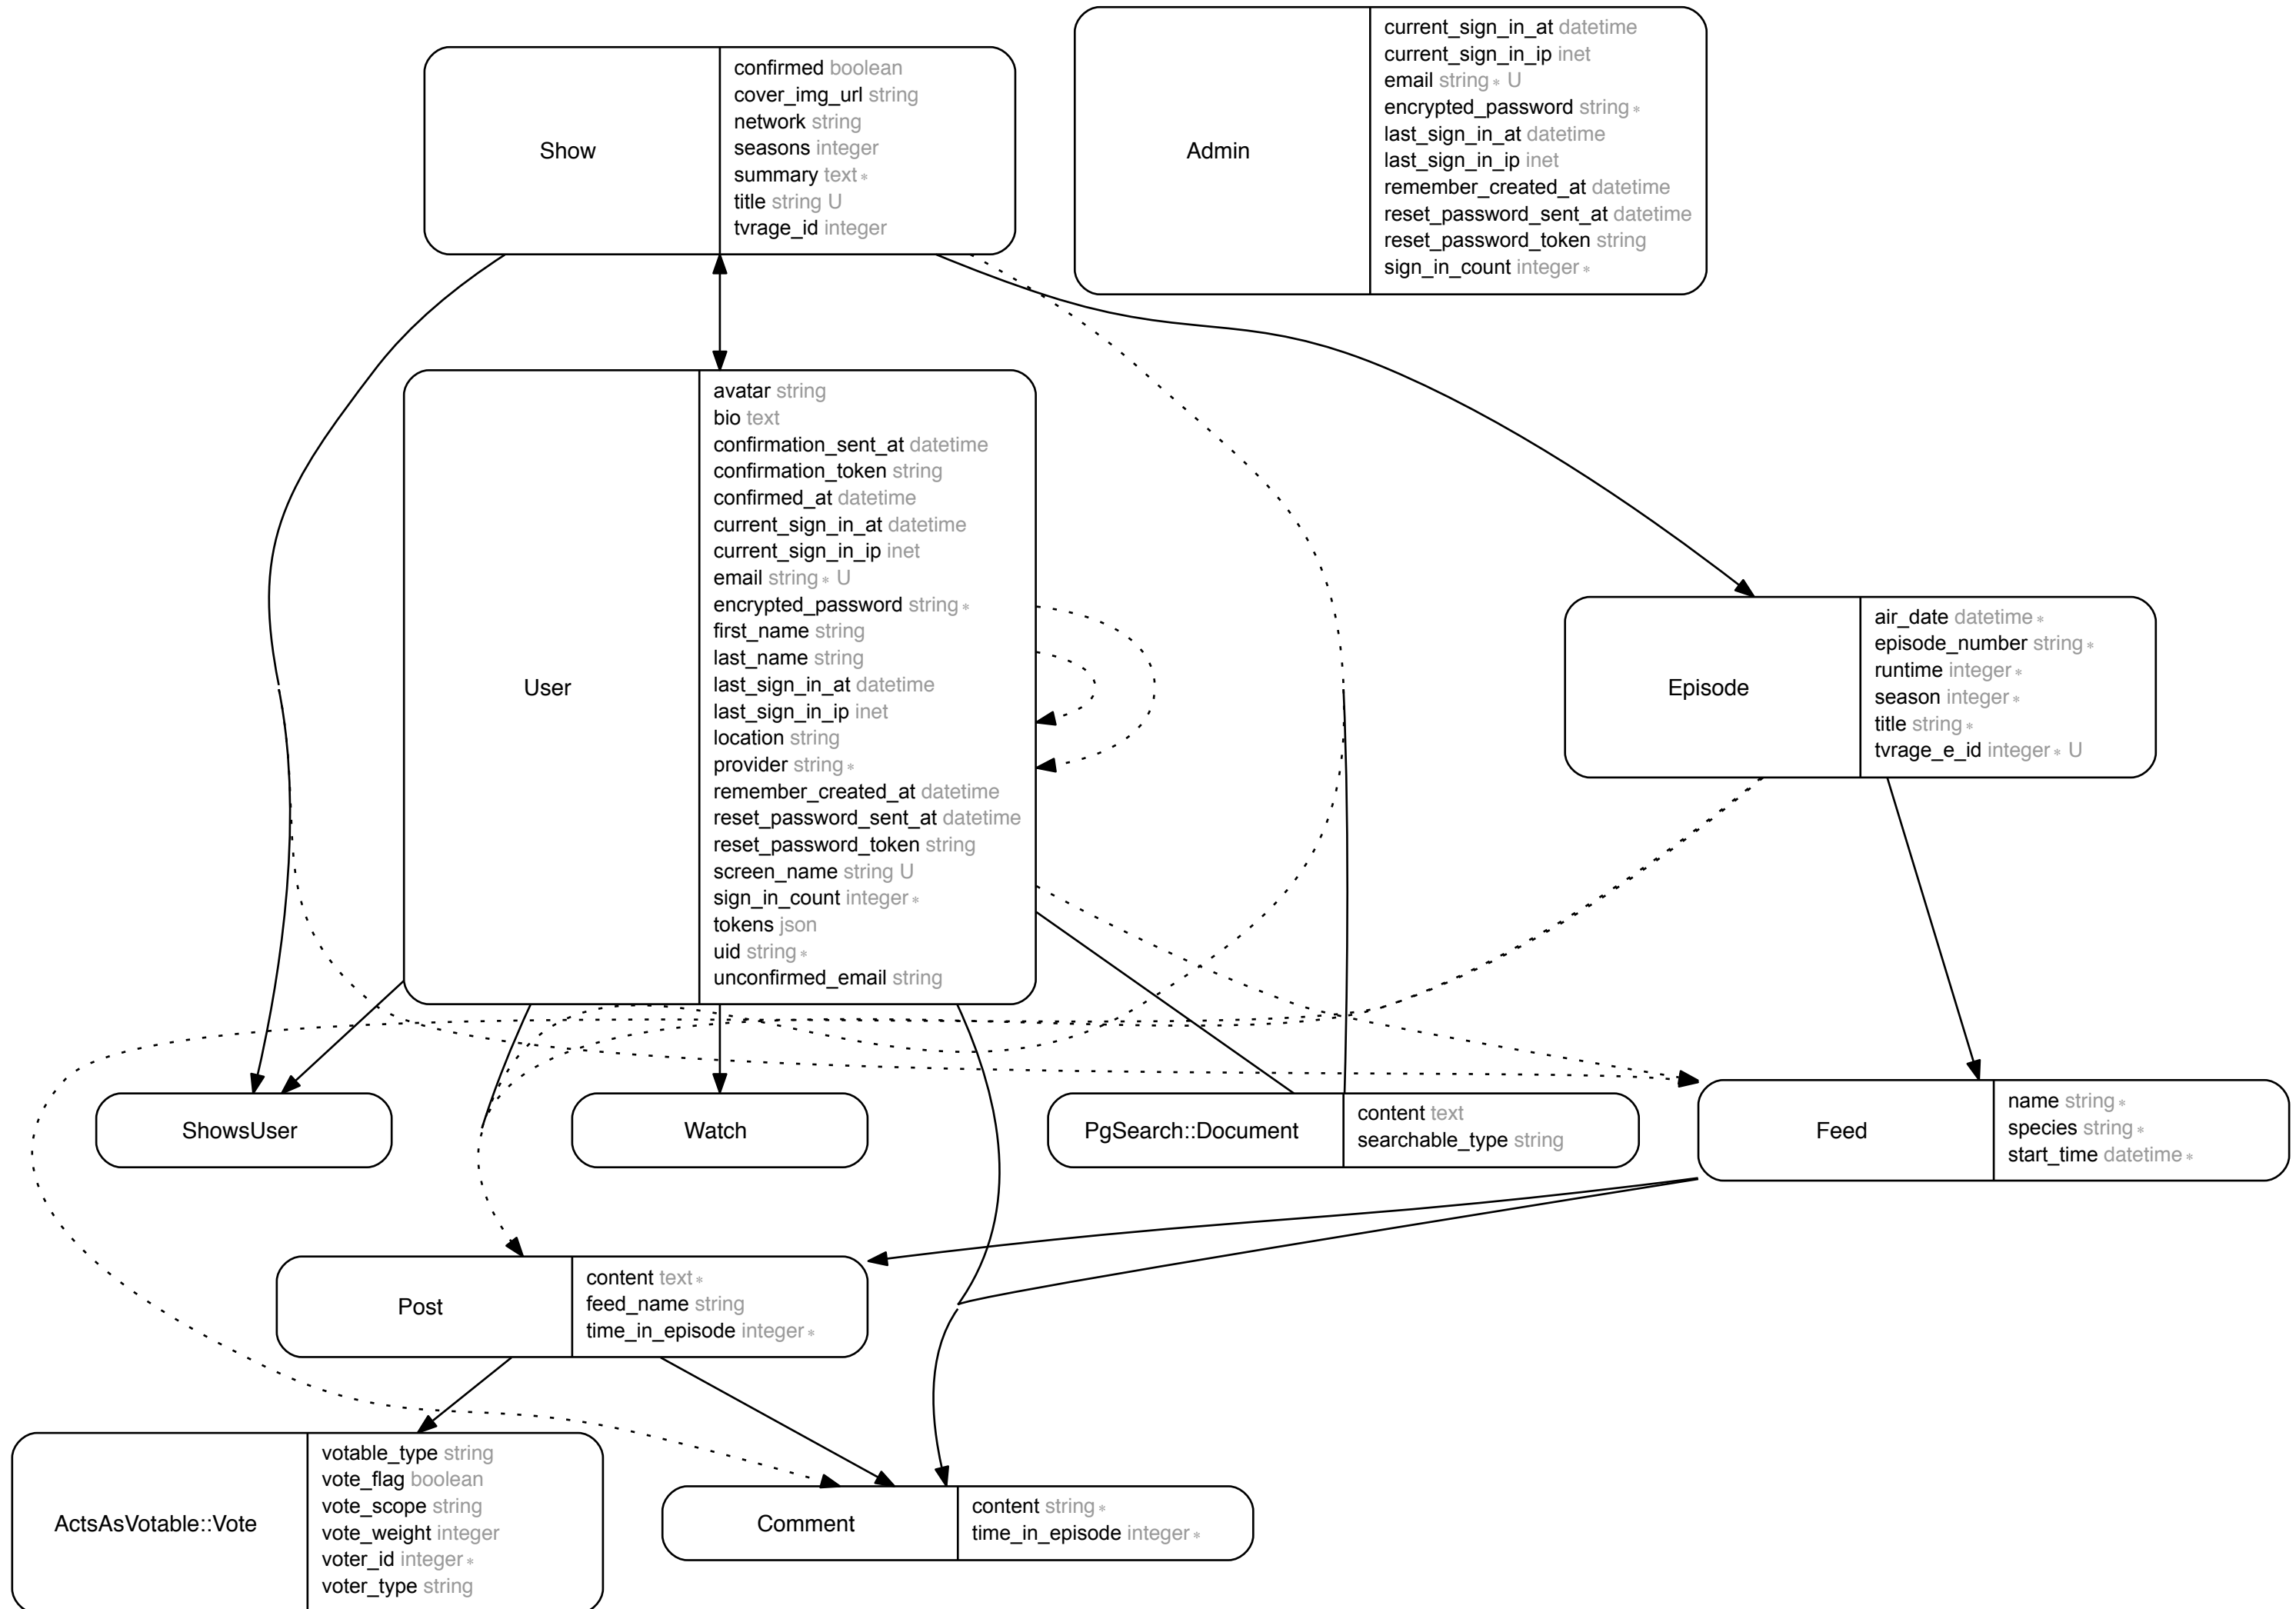 Show
confirmed boolean
cover_img_url string
network string
seasons integer
summary text ∗
title string U
tvrage_id integer
Admin
current_sign_in_at datetime
current_sign_in_ip inet
email string ∗ U
encrypted_password string ∗
last_sign_in_at datetime
last_sign_in_ip inet
remember_created_at datetime
reset_password_sent_at datetime
reset_password_token string
sign_in_count integer ∗
User
avatar string
bio text
confirmation_sent_at datetime
confirmation_token string
confirmed_at datetime
current_sign_in_at datetime
current_sign_in_ip inet
email string ∗ U
encrypted_password string ∗
first_name string
last_name string
last_sign_in_at datetime
last_sign_in_ip inet
location string
provider string ∗
remember_created_at datetime
reset_password_sent_at datetime
reset_password_token string
screen_name string U
sign_in_count integer ∗
tokens json
uid string ∗
unconfirmed_email string
Episode
air_date datetime ∗
episode_number string ∗
runtime integer ∗
season integer ∗
title string ∗
tvrage_e_id integer ∗ U
ShowsUser
Watch
PgSearch::Document
content text
searchable_type string
Feed
name string ∗
species string ∗
start_time datetime ∗
Post
content text ∗
feed_name string
time_in_episode integer ∗
ActsAsVotable::Vote
votable_type string
vote_flag boolean
vote_scope string
vote_weight integer
voter_id integer ∗
voter_type string
Comment
content string ∗
time_in_episode integer ∗